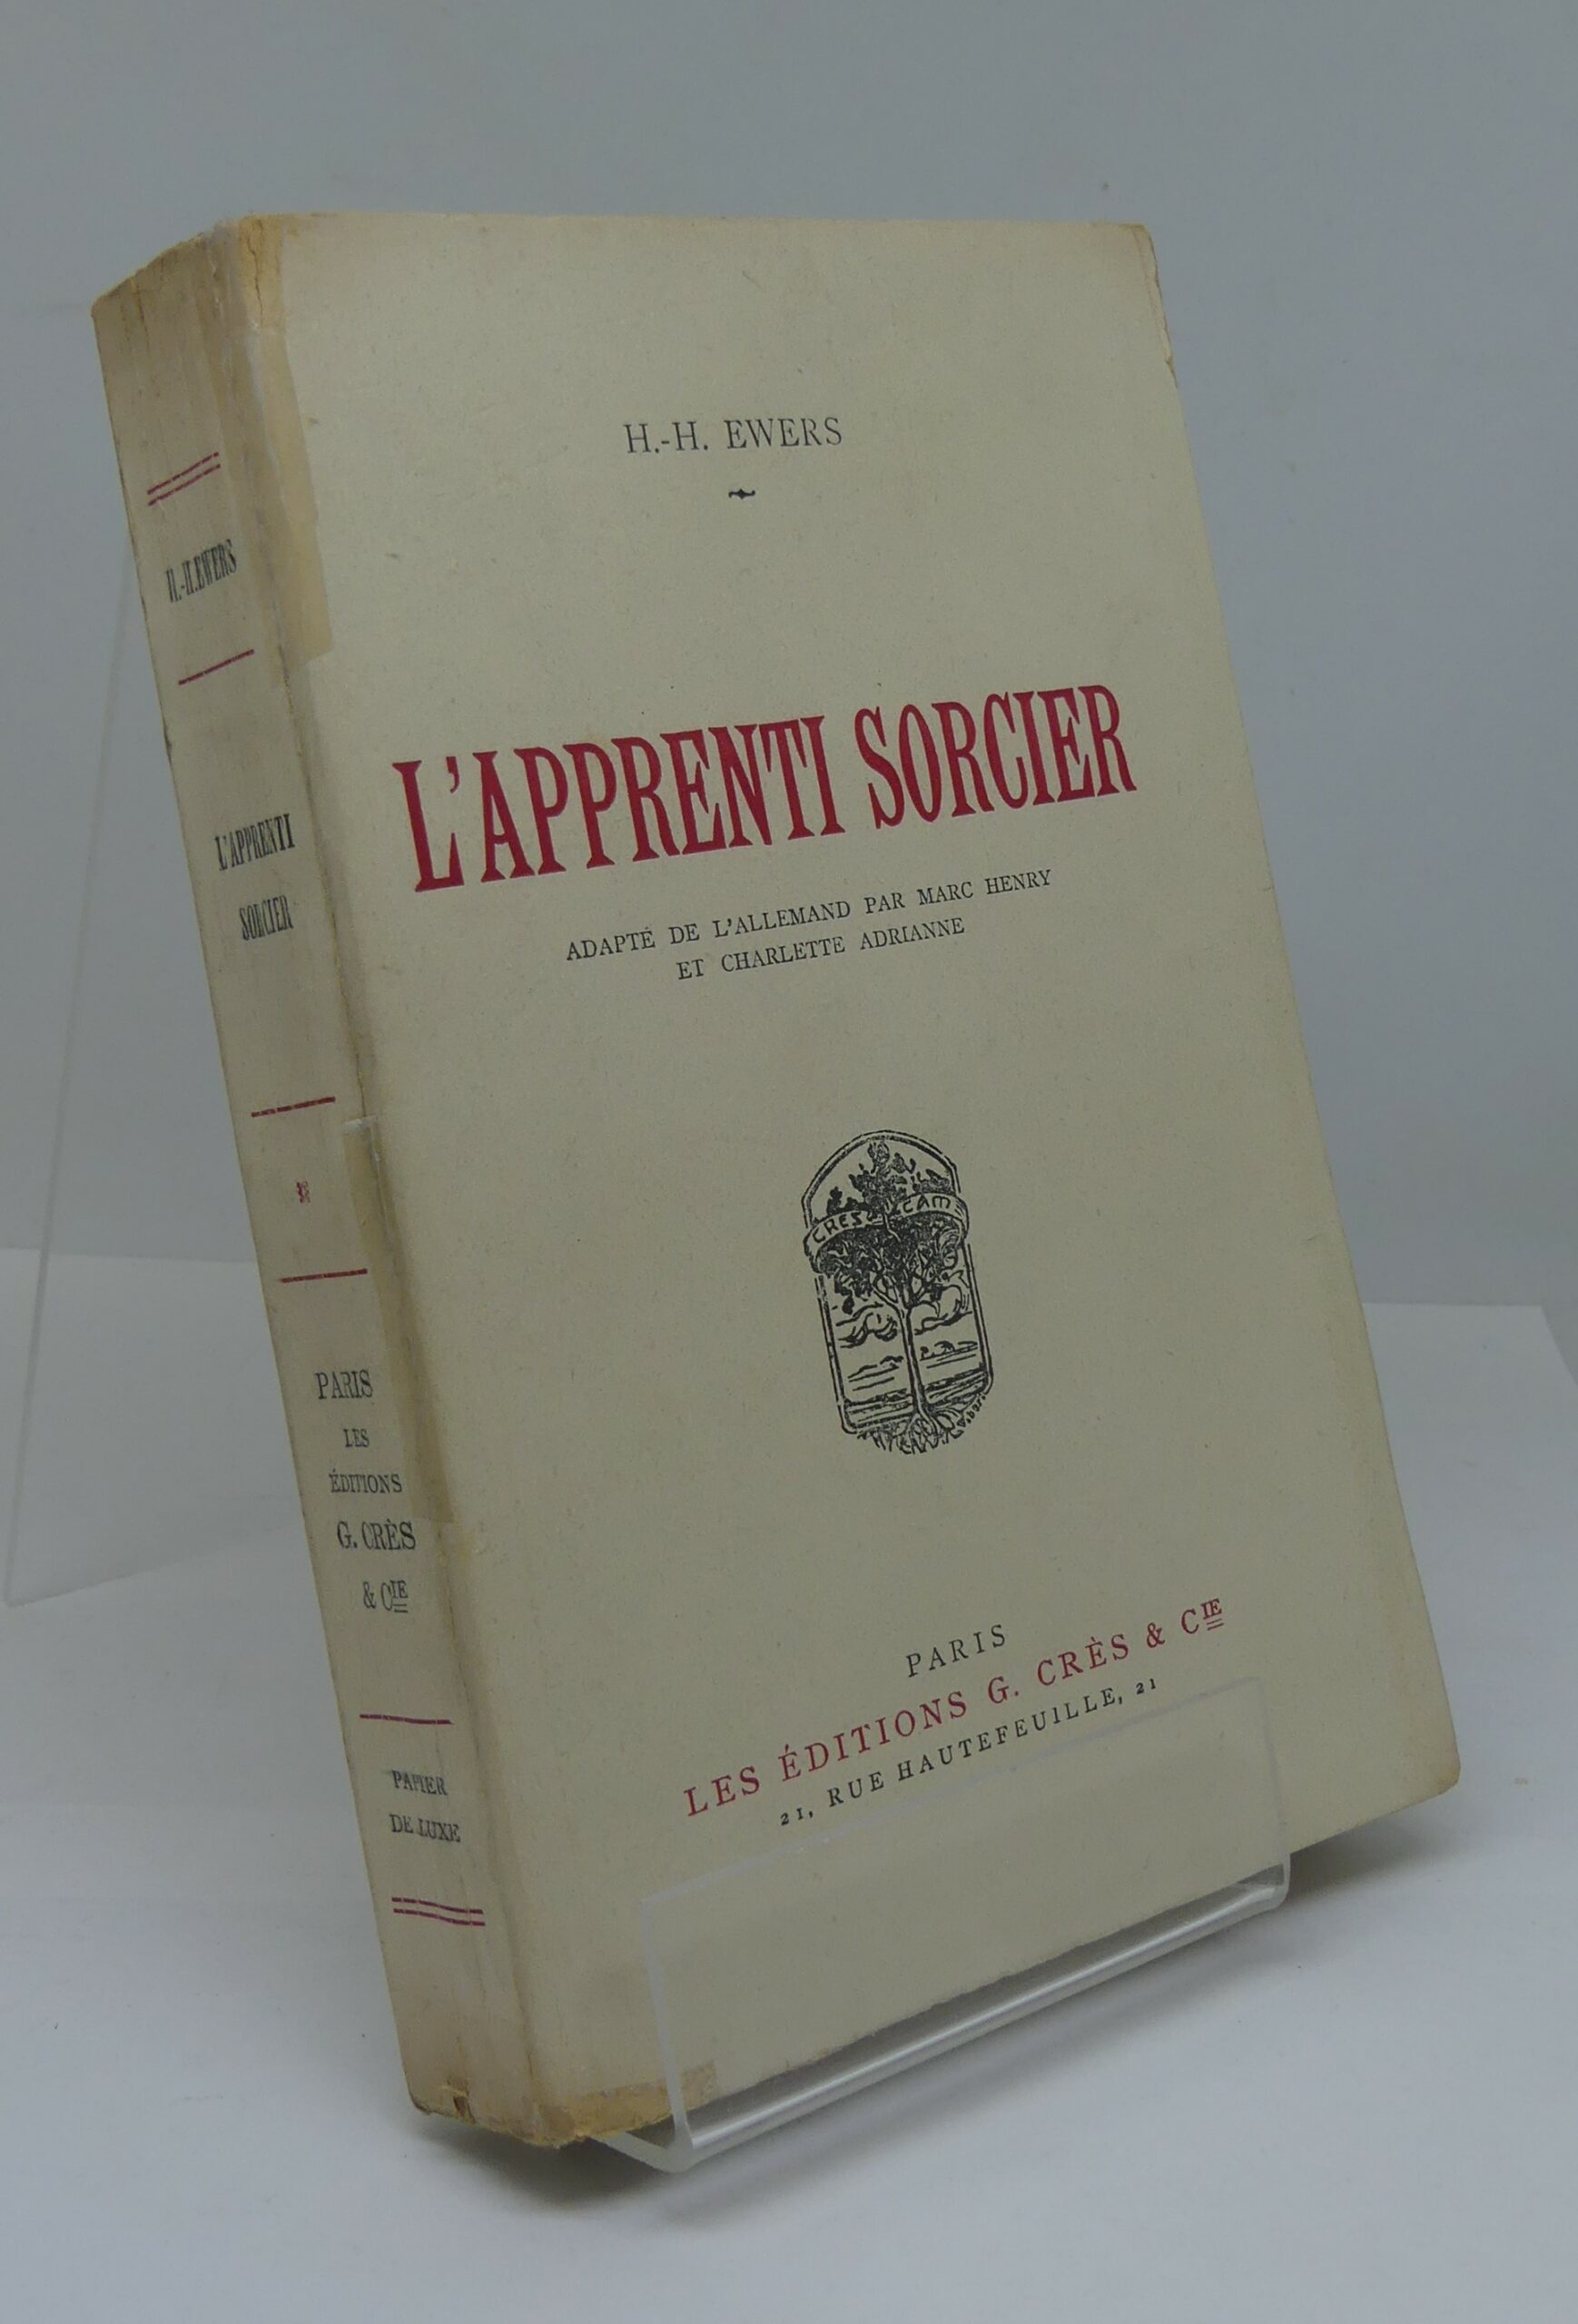 H.-H. EWERS
L'APPRENTI
SORCIER
PARIS
LES
ÉDITIONS
G. CRÈS
& CIE
PAPIER
DE LUXE
H.-H. EWERS
L'APPRENTI SORCIER
ADAPTÉ DE L'ALLEMAND PAR MARC HENRY
ET CHARLETTE ADRIANNE
CRESCAM
PARIS
LES ÉDITIONS G. CRÈS & CIE
21, RUE HAUTEFEUILLE, 21